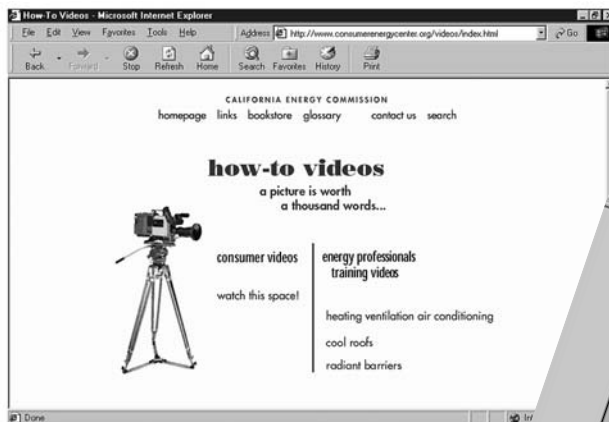 How-To Videos - Microsoft Internet Explorer
File Edit View Favorites Tools Help Address http://www.consumerenergycenter.org/videos/index.html Go
Back Forward Stop Refresh Home Search Favorites History Print
CALIFORNIA ENERGY COMMISSION
homepage links bookstore glossary contact us search
how-to videos
a picture is worth
a thousand words...
consumer videos
watch this space!
energy professionals
training videos
heating ventilation air conditioning
cool roofs
radiant barriers
Done